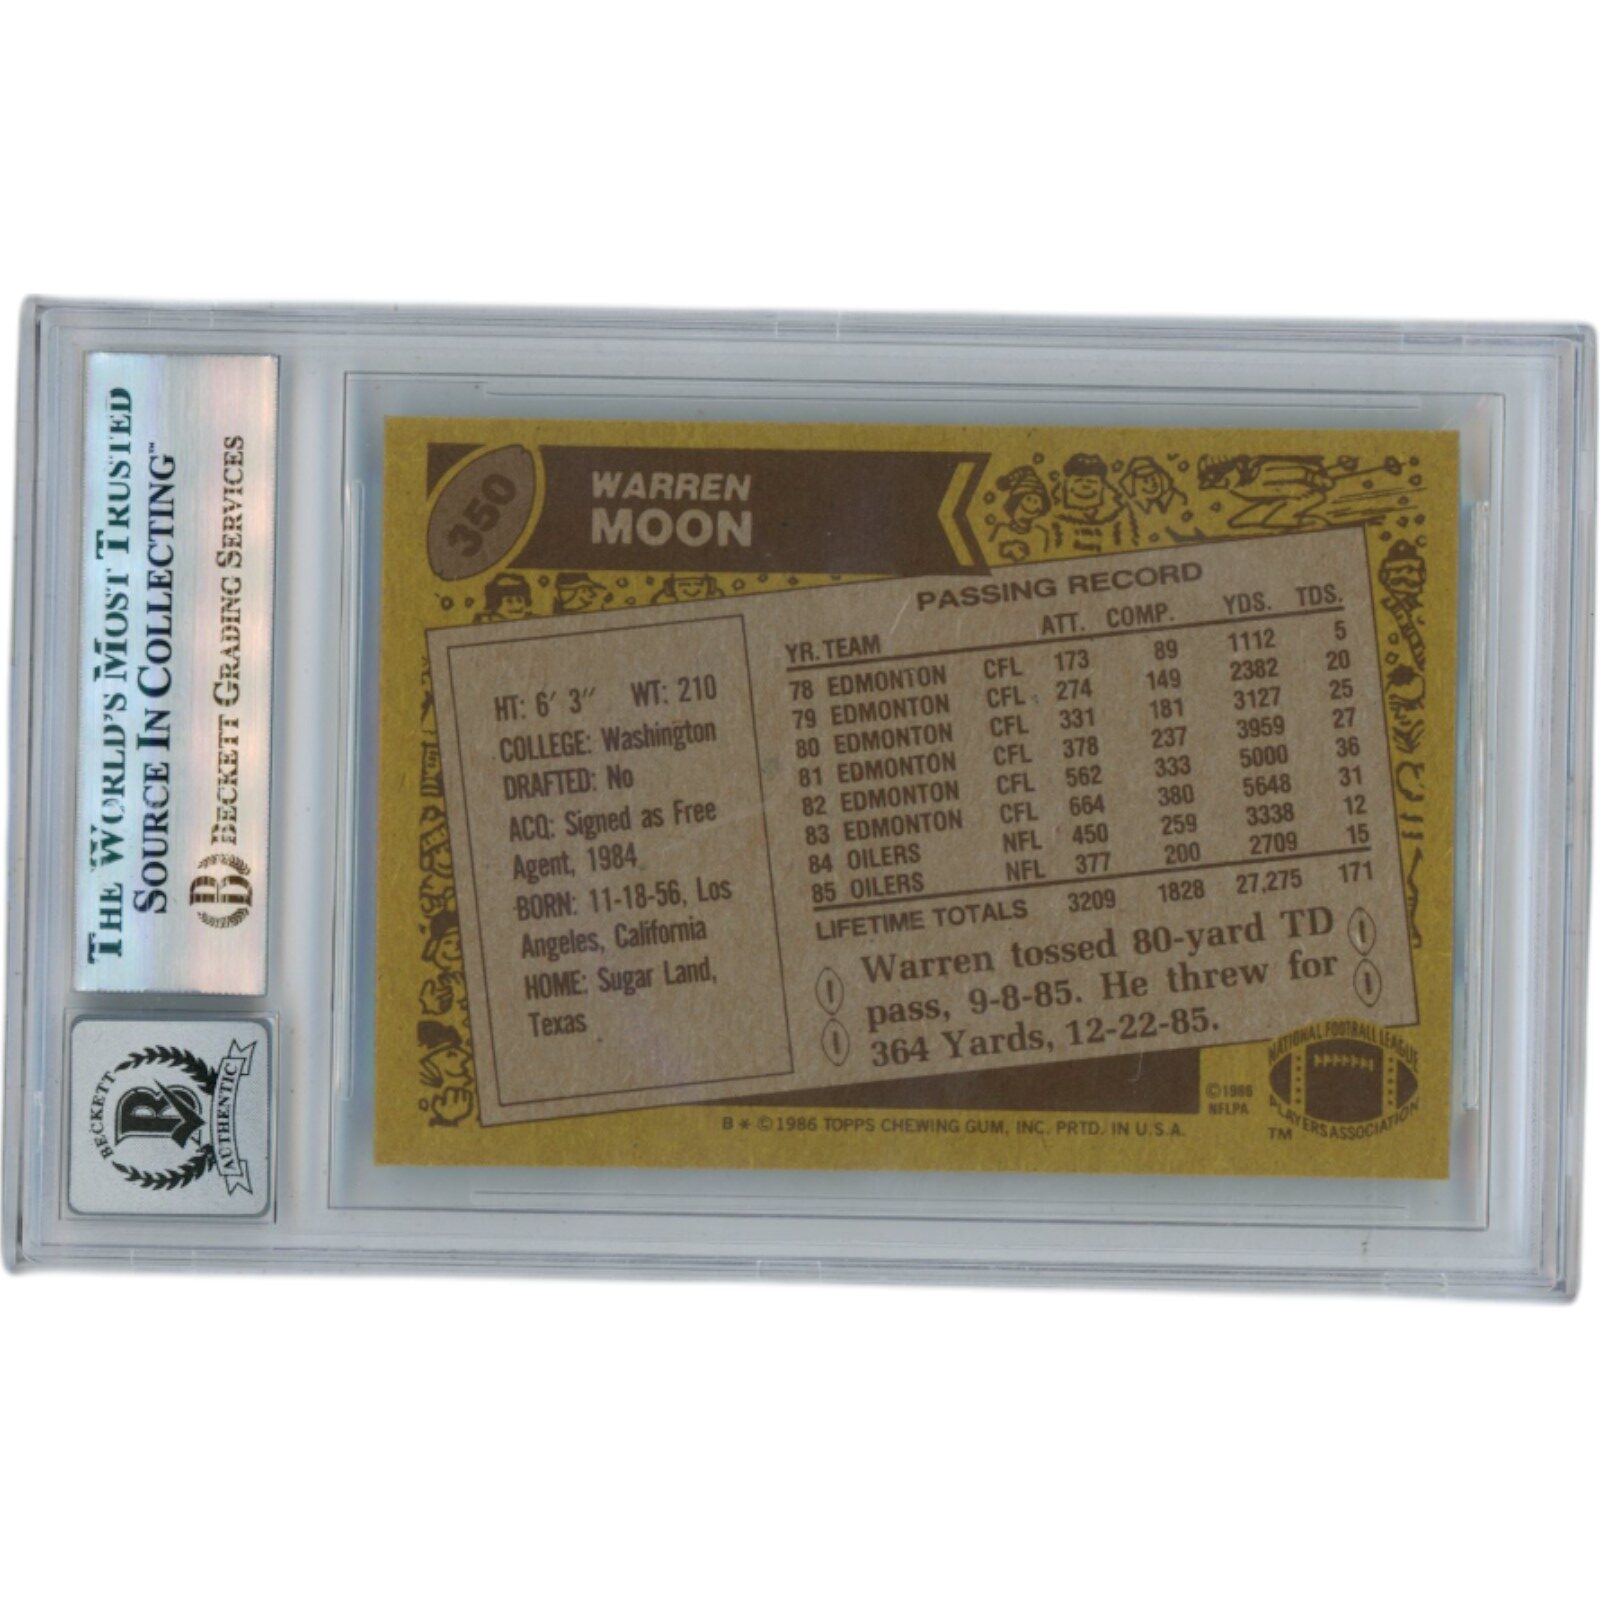 THE WORLD'S MOST TRUSTED
SOURCE IN COLLECTING™
BECKETT GRADING SERVICES
BECKETT
AUTHENTIC
350
WARREN
MOON
HT: 6' 3" WT: 210
COLLEGE: Washington
DRAFTED: No
ACQ: Signed as Free
Agent, 1984
BORN: 11-18-56, Los
Angeles, California
HOME: Sugar Land,
Texas
PASSING RECORD
YR. TEAM ATT. COMP. YDS. TDS.
78 EDMONTON CFL 173 89 1112 5
79 EDMONTON CFL 274 149 2382 20
80 EDMONTON CFL 331 181 3127 25
81 EDMONTON CFL 378 237 3959 27
82 EDMONTON CFL 562 333 5000 36
83 EDMONTON CFL 664 380 5648 31
84 OILERS NFL 450 259 3338 12
85 OILERS NFL 377 200 2709 15
LIFETIME TOTALS 3209 1828 27,275 171
Warren tossed 80-yard TD
pass, 9-8-85. He threw for
364 Yards, 12-22-85.
©1986
NFLPA
NATIONAL FOOTBALL LEAGUE
PLAYERS ASSOCIATION
TM
B * © 1986 TOPPS CHEWING GUM, INC. PRTD. IN U.S.A.